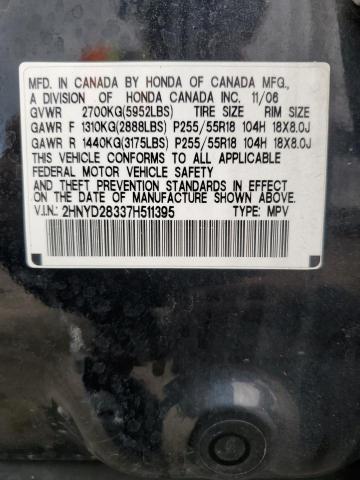 MFD. IN CANADA BY HONDA OF CANADA MFG.,
A DIVISION OF HONDA CANADA INC. 11/06
GVWR 2700KG(5952LBS) TIRE SIZE RIM SIZE
GAWR F 1310KG(2888LBS) P255/55R18 104H 18X8.0J
GAWR R 1440KG(3175LBS) P255/55R18 104H 18X8.0J
THIS VEHICLE CONFORMS TO ALL APPLICABLE
FEDERAL MOTOR VEHICLE SAFETY
AND THEFT PREVENTION STANDARDS IN EFFECT
ON THE DATE OF MANUFACTURE SHOWN ABOVE.
V.I.N.: 2HNYD28337H511395 TYPE: MPV